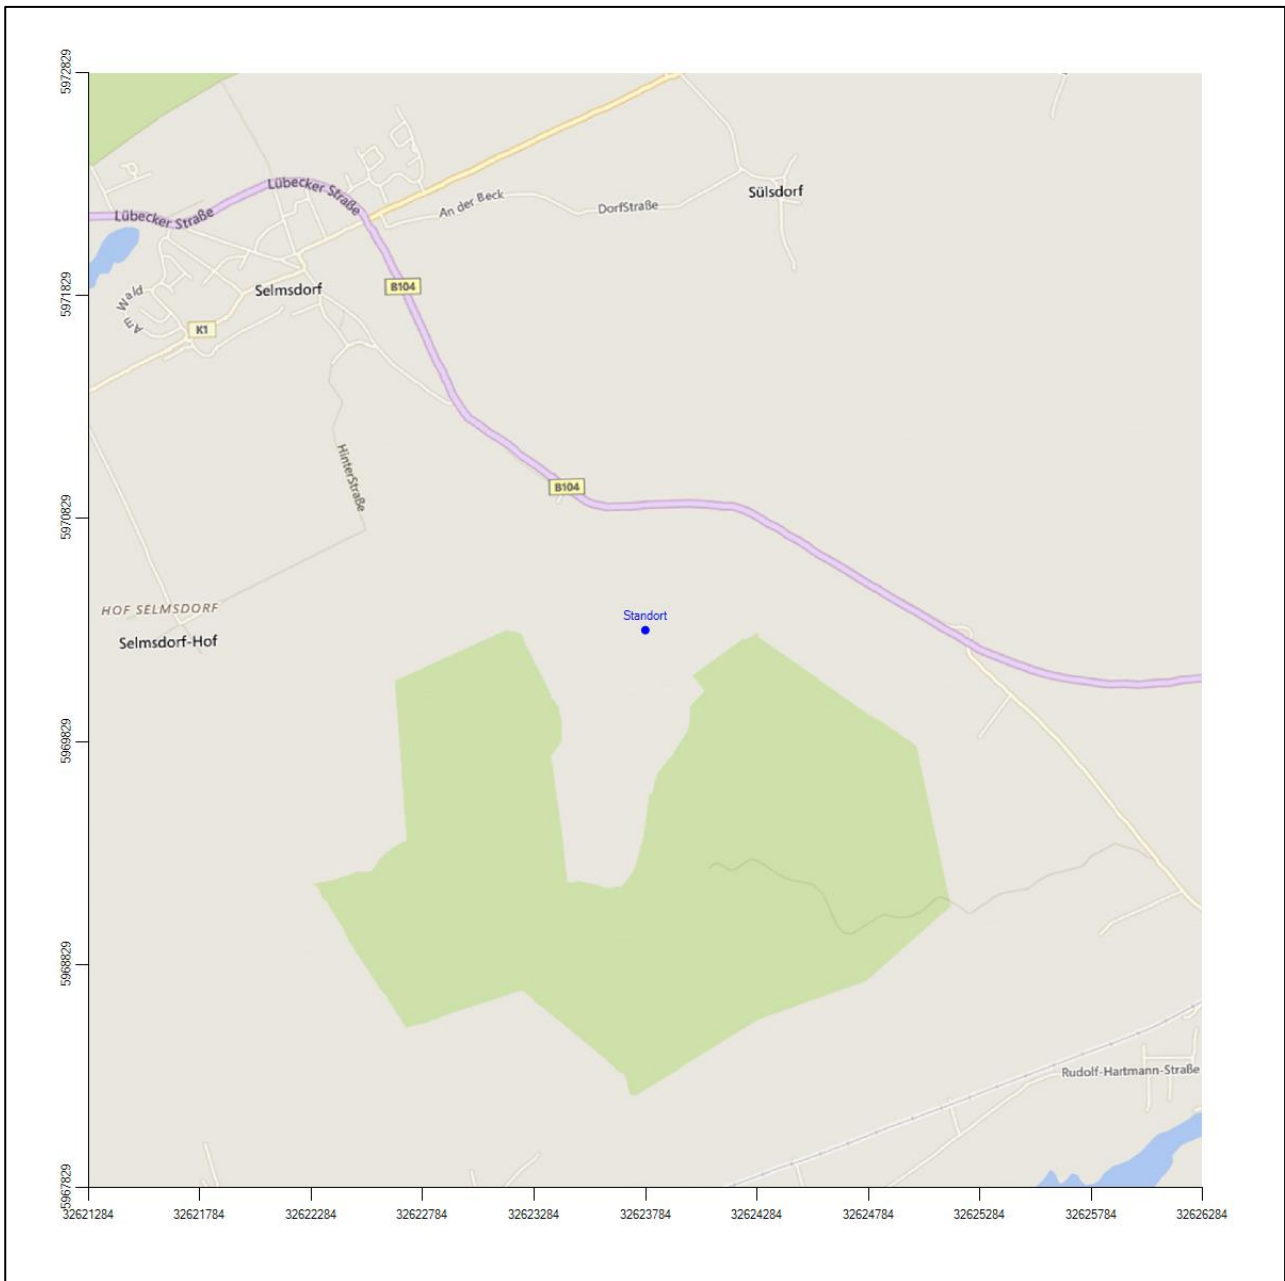 5972829
Lübecker Straße
Lübecker Straße
An der Beck
DorfStraße
Sülsdorf
B104
Selmsdorf
5971829
Am Wald
K1
HinterStraße
B104
5970829
HOF SELMSDORF
Standort
Selmsdorf-Hof
5969829
5968829
Rudolf-Hartmann-Straße
5967829
32621284
32621784
32622284
32622784
32623284
32623784
32624284
32624784
32625284
32625784
32626284